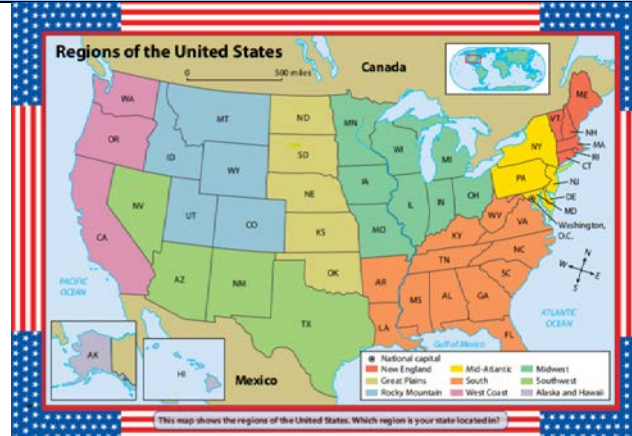 Regions of the United States
0 500 miles
Canada
WA
MT
ND
MN
ME
VT
OR
ID
SD
WI
MI
NY
NH
MA
RI
CT
WY
NE
IA
PA
NJ
NV
UT
CO
IL
IN
OH
DE
MD
Washington,
D.C.
CA
KS
MO
WV
VA
KY
NC
AZ
NM
OK
AR
TN
SC
N
W
E
S
PACIFIC
OCEAN
TX
LA
MS
AL
GA
FL
ATLANTIC
OCEAN
Gulf of Mexico
AK
HI
Mexico
National capital
New England
Mid-Atlantic
Midwest
Great Plains
South
Southwest
Rocky Mountain
West Coast
Alaska and Hawaii
This map shows the regions of the United States. Which region is your state located in?